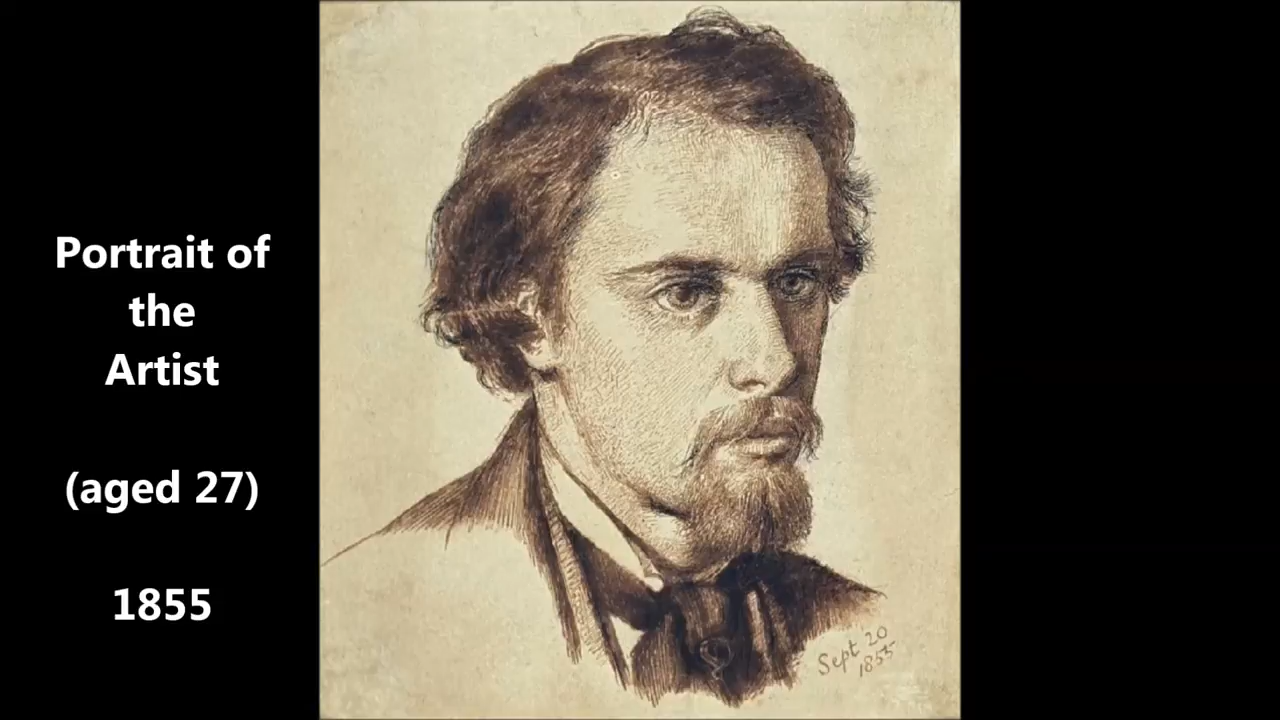 Portrait of
the
Artist
(aged 27)
1855
Sept 20
1855